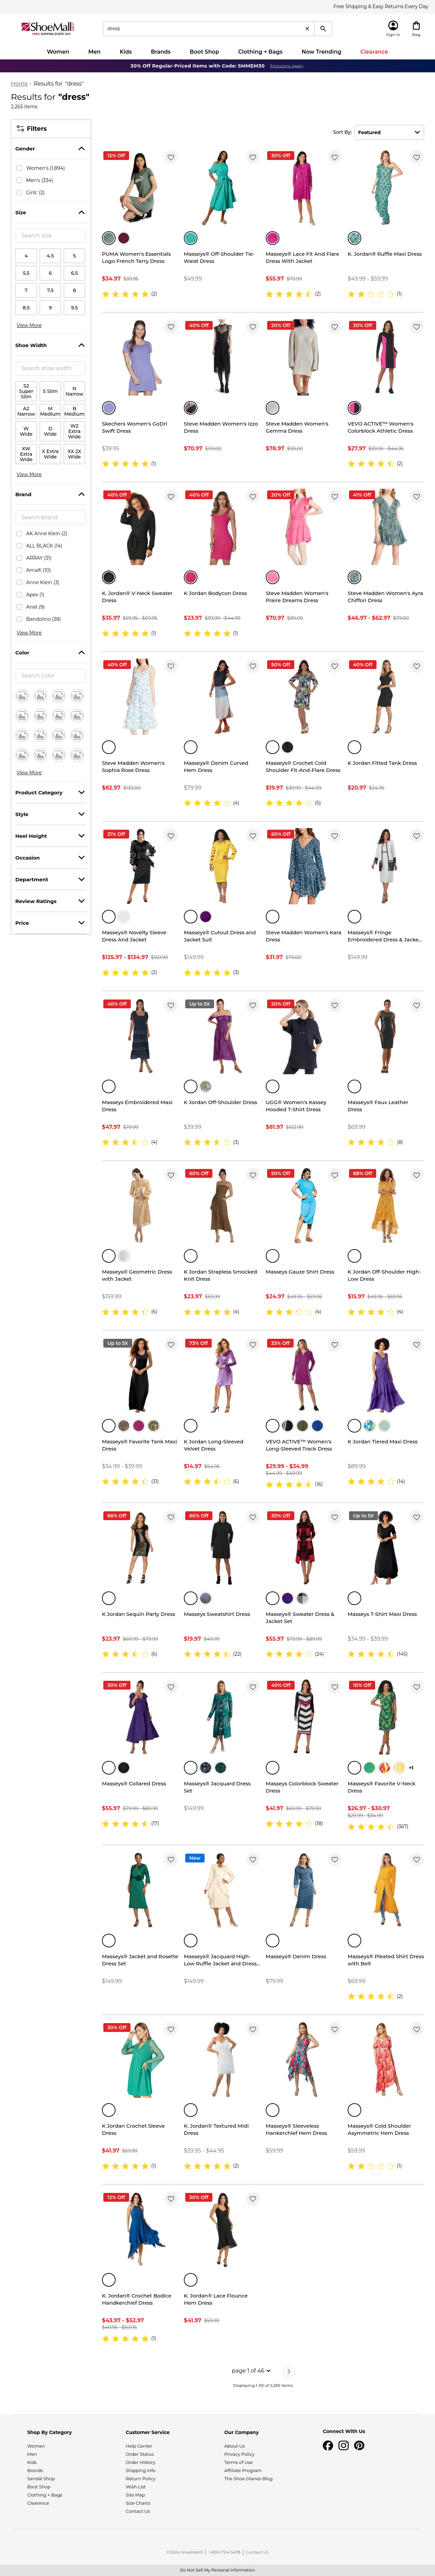 Free Shipping & Easy Returns Every Day
ShoeMall
FREE SHIPPING EVERY DAY
dress
Sign In
Bag
Women
Men
Kids
Brands
Boot Shop
Clothing + Bags
Now Trending
Clearance
30% Off Regular-Priced Items with Code: SMMEM30 Exclusions Apply
Home › Results for "dress"
Results for "dress"
2,265 items
Filters
Sort By: Featured
Gender
Women's (1,894)
Men's (334)
Girls' (2)
Size
Search size
4 4.5 5
5.5 6 6.5
7 7.5 8
8.5 9 9.5
View More
Shoe Width
Search shoe width
S2 Super Slim
S Slim
N Narrow
A2 Narrow
M Medium
B Medium
W Wide
D Wide
W2 Extra Wide
XW Extra Wide
X Extra Wide
XX 2X Wide
View More
Brand
Search brand
AK Anne Klein (2)
ALL BLACK (14)
ARRAY (31)
Amalfi (10)
Anne Klein (3)
Apex (1)
Ariat (9)
Bandolino (38)
View More
Color
Search color
View More
Product Category
Style
Heel Height
Occasion
Department
Review Ratings
Price
12% Off
PUMA Women's Essentials Logo French Terry Dress
$34.97 $39.95
(2)
Masseys® Off-Shoulder Tie-Waist Dress
$49.99
30% Off
Masseys® Lace Fit And Flare Dress With Jacket
$55.97 $79.99
(2)
K. Jordan® Ruffle Maxi Dress
$49.99 - $59.99
(1)
Skechers Women's GoDri Swift Dress
$39.95
(1)
40% Off
Steve Madden Women's Izzo Dress
$70.97 $119.00
20% Off
Steve Madden Women's Gemma Dress
$78.97 $99.00
30% Off
VEVO ACTIVE™ Women's Colorblock Athletic Dress
$27.97 $39.95 - $44.95
(2)
40% Off
K. Jordan® V-Neck Sweater Dress
$35.97 $59.95 - $69.95
(1)
40% Off
K Jordan Bodycon Dress
$23.97 $39.99 - $44.99
(1)
20% Off
Steve Madden Women's Praire Dreams Dress
$70.97 $89.00
41% Off
Steve Madden Women's Ayra Chiffon Dress
$46.97 - $62.97 $79.00
40% Off
Steve Madden Women's Sophia Rose Dress
$82.97 $139.00
Masseys® Denim Curved Hem Dress
$79.99
(4)
50% Off
Masseys® Crochet Cold Shoulder Fit-And-Flare Dress
$19.97 $39.99 - $44.99
(5)
40% Off
K Jordan Fitted Tank Dress
$20.97 $34.95
21% Off
Masseys® Novelty Sleeve Dress And Jacket
$125.97 - $134.97 $159.99
(2)
Masseys® Cutout Dress and Jacket Suit
$149.99
(3)
60% Off
Steve Madden Women's Kara Dress
$31.97 $79.00
Masseys® Fringe Embroidered Dress & Jacke...
$149.99
40% Off
Masseys Embroidered Maxi Dress
$47.97 $79.99
(4)
Up to 5X
K Jordan Off-Shoulder Dress
$39.99
(3)
20% Off
UGG® Women's Kassey Hooded T-Shirt Dress
$81.97 $102.99
Masseys® Faux Leather Dress
$69.99
(8)
Masseys® Geometric Dress with Jacket
$159.99
(6)
60% Off
K Jordan Strapless Smocked Knit Dress
$23.97 $59.99
(4)
50% Off
Masseys Gauze Shirt Dress
$24.97 $49.95 - $59.95
(4)
68% Off
K Jordan Off-Shoulder High-Low Dress
$15.97 $49.95 - $59.95
(4)
Up to 5X
Masseys® Favorite Tank Maxi Dress
$34.99 - $39.99
(31)
73% Off
K Jordan Long-Sleeved Velvet Dress
$14.97 $54.95
(6)
33% Off
VEVO ACTIVE™ Women's Long-Sleeved Track Dress
$29.99 - $34.99
$44.99 - $49.99
(16)
K Jordan Tiered Maxi Dress
$89.99
(14)
66% Off
K Jordan Sequin Party Dress
$23.97 $69.99 - $79.99
(6)
60% Off
Masseys Sweatshirt Dress
$19.97 $49.99
(22)
30% Off
Masseys® Sweater Dress & Jacket Set
$55.97 $79.99 - $89.99
(24)
Up to 5X
Masseys T-Shirt Maxi Dress
$34.99 - $39.99
(145)
30% Off
Masseys® Collared Dress
$55.97 $79.99 - $89.99
(17)
Masseys® Jacquard Dress Set
$149.99
40% Off
Masseys Colorblock Sweater Dress
$41.97 $69.99 - $79.99
(18)
10% Off
+1
Masseys® Favorite V-Neck Dress
$26.97 - $30.97
$29.99 - $34.99
(367)
Masseys® Jacket and Rosette Dress Set
$149.99
New
Masseys® Jacquard High-Low Ruffle Jacket and Dress...
$149.99
Masseys® Denim Dress
$79.99
Masseys® Pleated Shirt Dress with Belt
$69.99
(2)
30% Off
K Jordan Crochet Sleeve Dress
$41.97 $59.99
(1)
K. Jordan® Textured Midi Dress
$39.95 - $44.95
(2)
Masseys® Sleeveless Hankerchief Hem Dress
$59.99
Masseys® Cold Shoulder Asymmetric Hem Dress
$59.99
(1)
12% Off
K. Jordan® Crochet Bodice Handkerchief Dress
$43.97 - $52.97
$49.95 - $59.95
(1)
30% Off
K. Jordan® Lace Flounce Hem Dress
$41.97 $59.99
page 1 of 46
Displaying 1-50 of 2,265 items
Shop By Category
Women
Men
Kids
Brands
Sandal Shop
Boot Shop
Clothing + Bags
Clearance
Customer Service
Help Center
Order Status
Order History
Shipping Info
Return Policy
Wish List
Site Map
Size Charts
Contact Us
Our Company
About Us
Privacy Policy
Terms of Use
Affiliate Program
The Shoe Diaries Blog
Connect With Us
©2024 ShoeMall® | 1-800-704-5478 | Contact Us
Do Not Sell My Personal Information